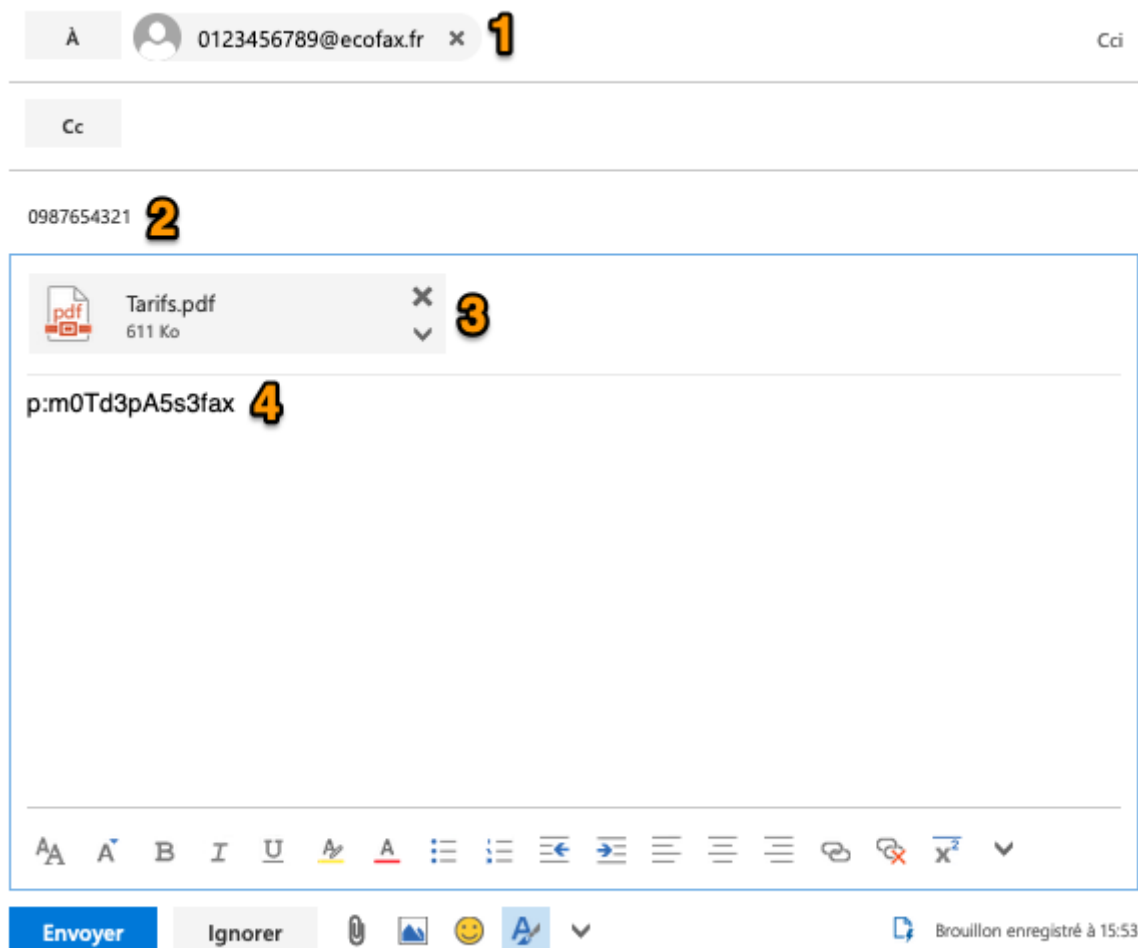 À 0123456789@ecofax.fr 1 Cci
Cc
0987654321 2
pdf Tarifs.pdf
611 Ko 3
p:m0Td3pA5s3fax 4
Envoyer Ignorer Brouillon enregistré à 15:53